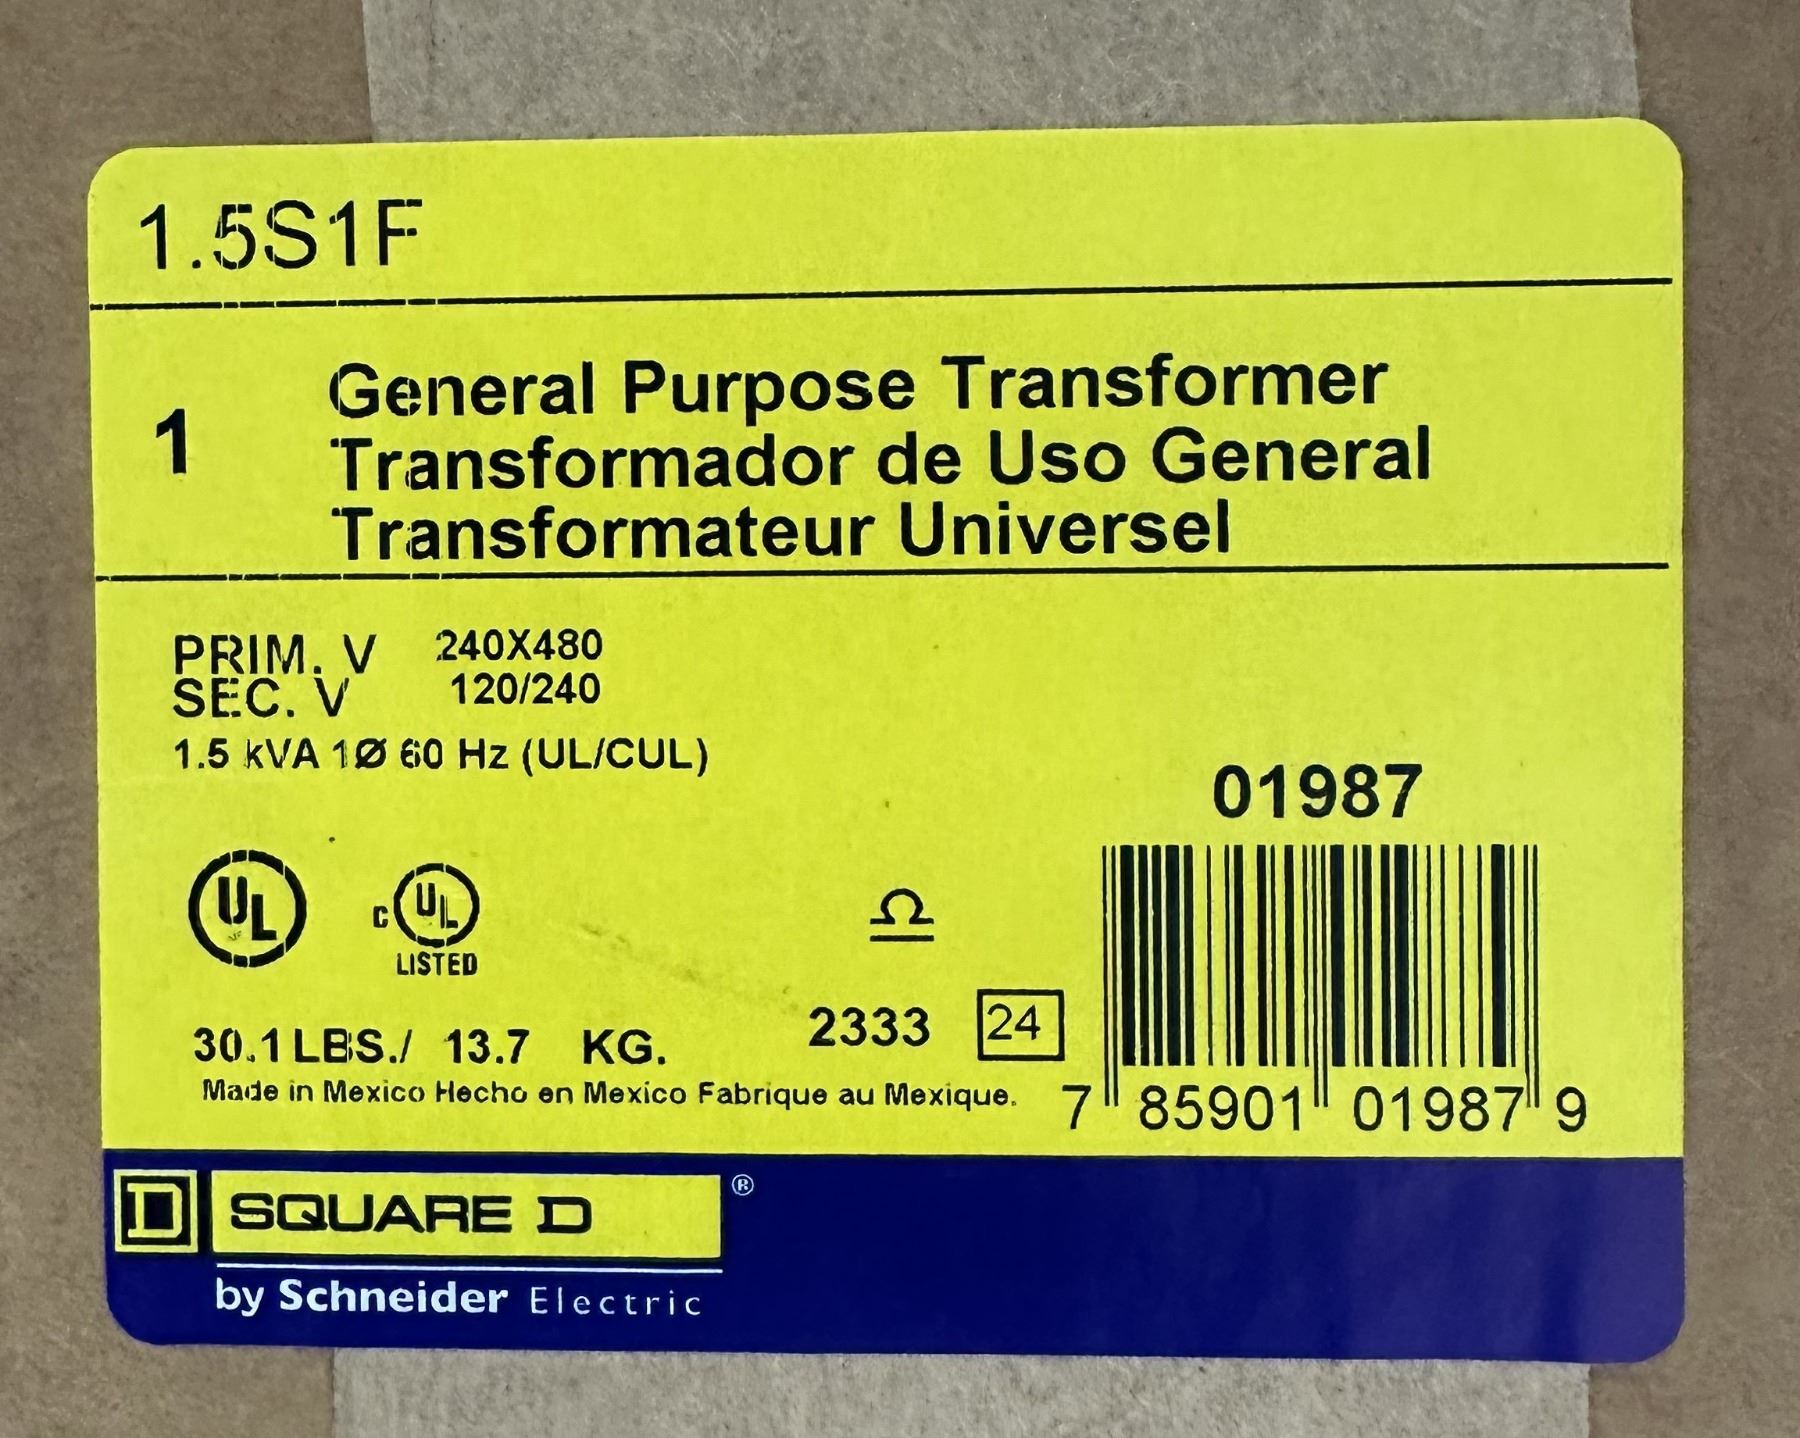 1.5S1F
1
General Purpose Transformer
Transformador de Uso General
Transformateur Universel
PRIM. V 240X480
SEC. V 120/240
1.5 kVA 1Ø 60 Hz (UL/CUL)
01987
UL
C UL
LISTED
30.1 LBS./ 13.7 KG.
2333 24
Made in Mexico Hecho en Mexico Fabrique au Mexique.
7 85901 01987 9
D SQUARE D ®
by Schneider Electric